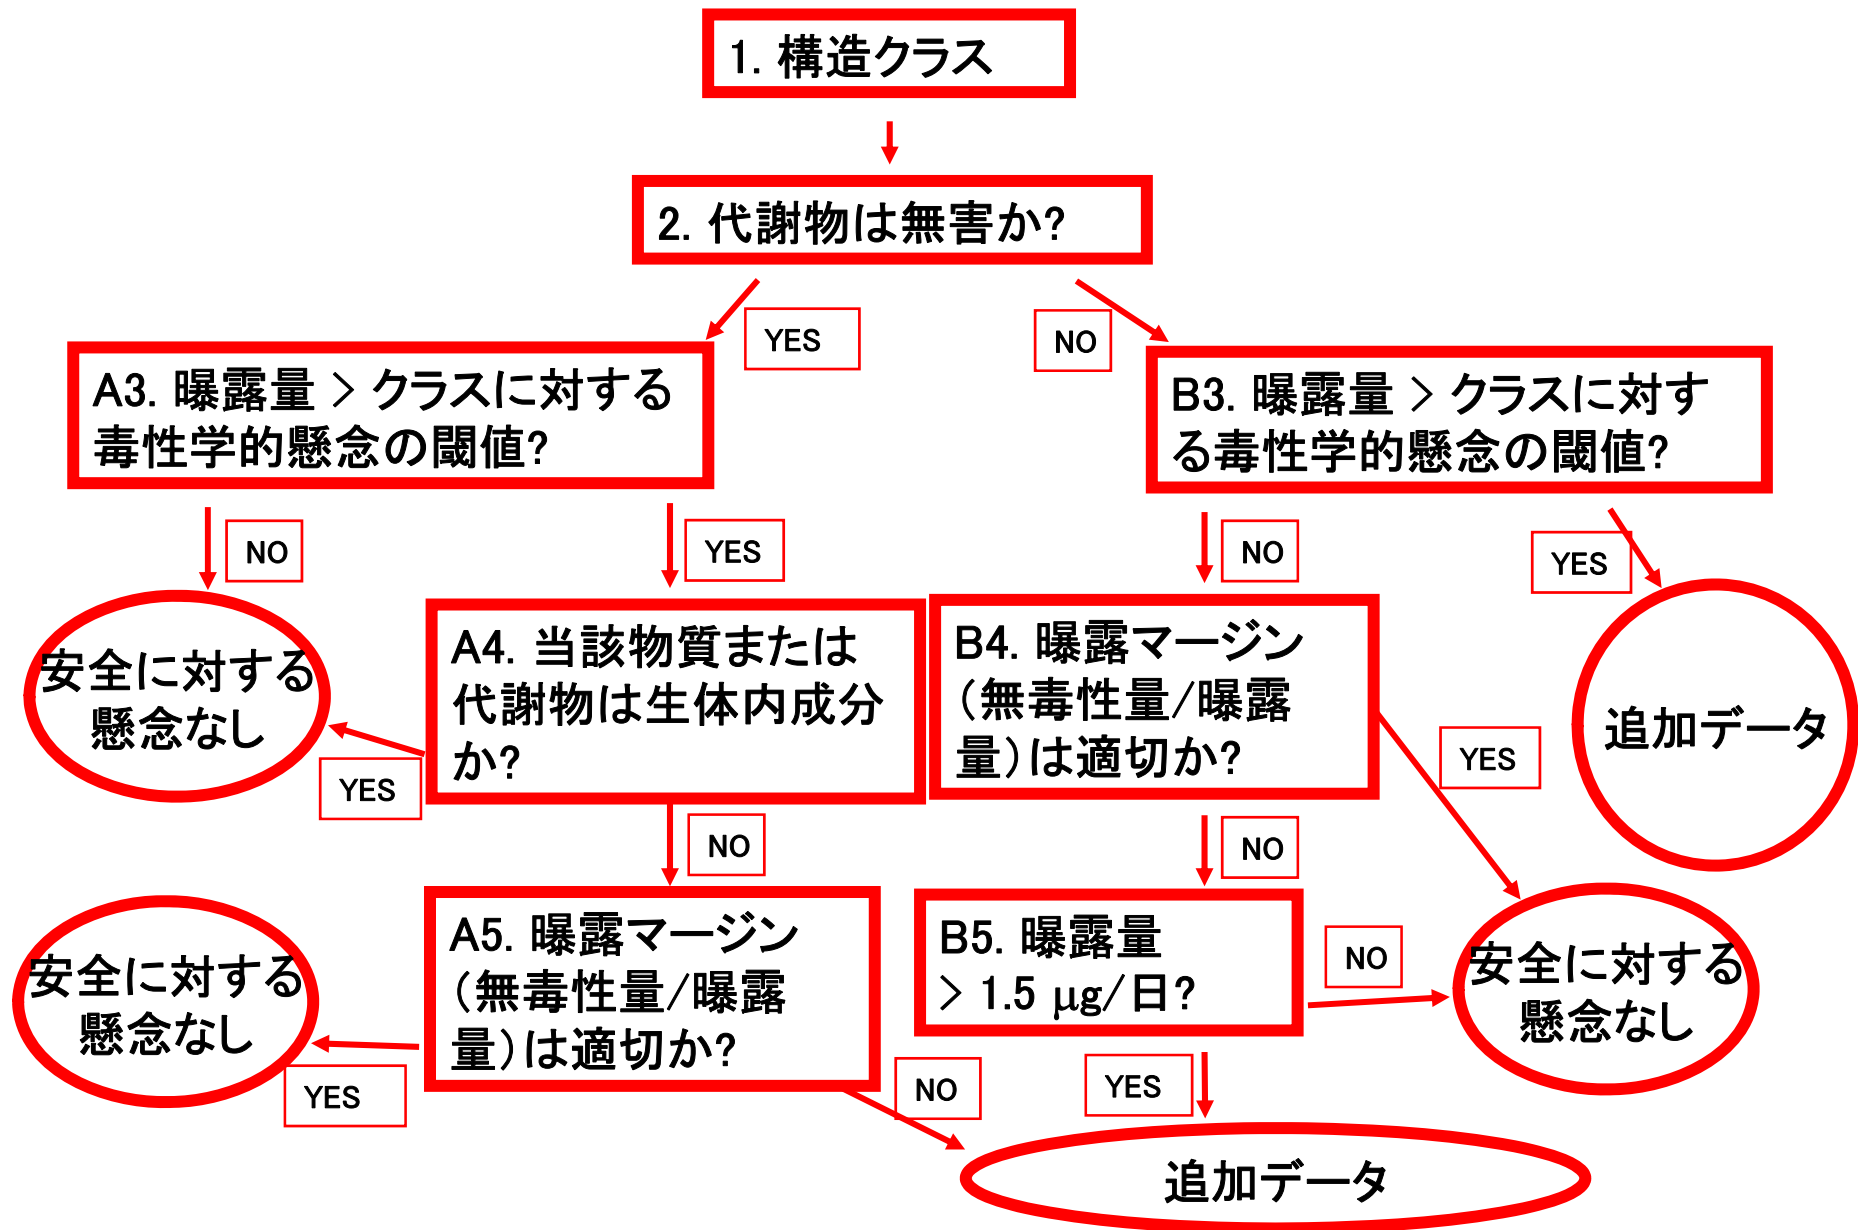 1. 構造クラス
2. 代謝物は無害か?
YES
NO
A3. 曝露量 > クラスに対する
毒性学的懸念の閾値?
B3. 曝露量 > クラスに対す
る毒性学的懸念の閾値?
NO
YES
NO
YES
安全に対する
懸念なし
A4. 当該物質または
代謝物は生体内成分
か?
B4. 曝露マージン
(無毒性量/曝露
量)は適切か?
追加データ
YES
YES
NO
NO
安全に対する
懸念なし
A5. 曝露マージン
(無毒性量/曝露
量)は適切か?
B5. 曝露量
> 1.5 μg/日?
NO
安全に対する
懸念なし
YES
NO
YES
追加データ